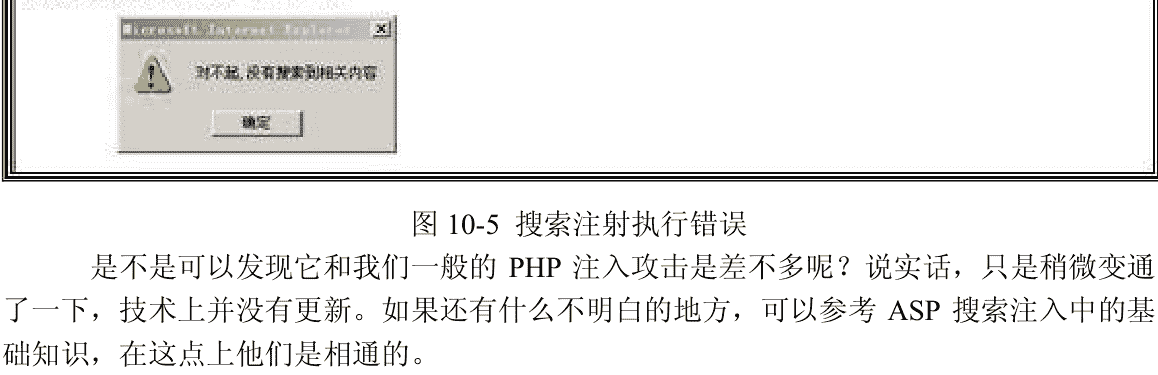 Microsoft Internet Explorer
对不起,没有搜索到相关内容
确定
图 10-5 搜索注射执行错误
是不是可以发现它和我们一般的 PHP 注入攻击是差不多呢？说实话，只是稍微变通
了一下，技术上并没有更新。如果还有什么不明白的地方，可以参考 ASP 搜索注入中的基
础知识，在这点上他们是相通的。